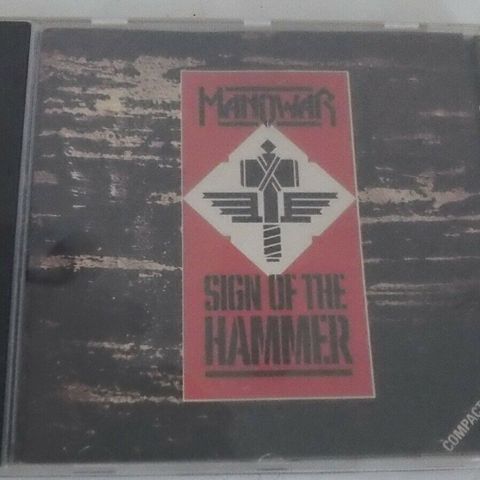 MANOWAR
SIGN OF THE
HAMMER
COMPACT